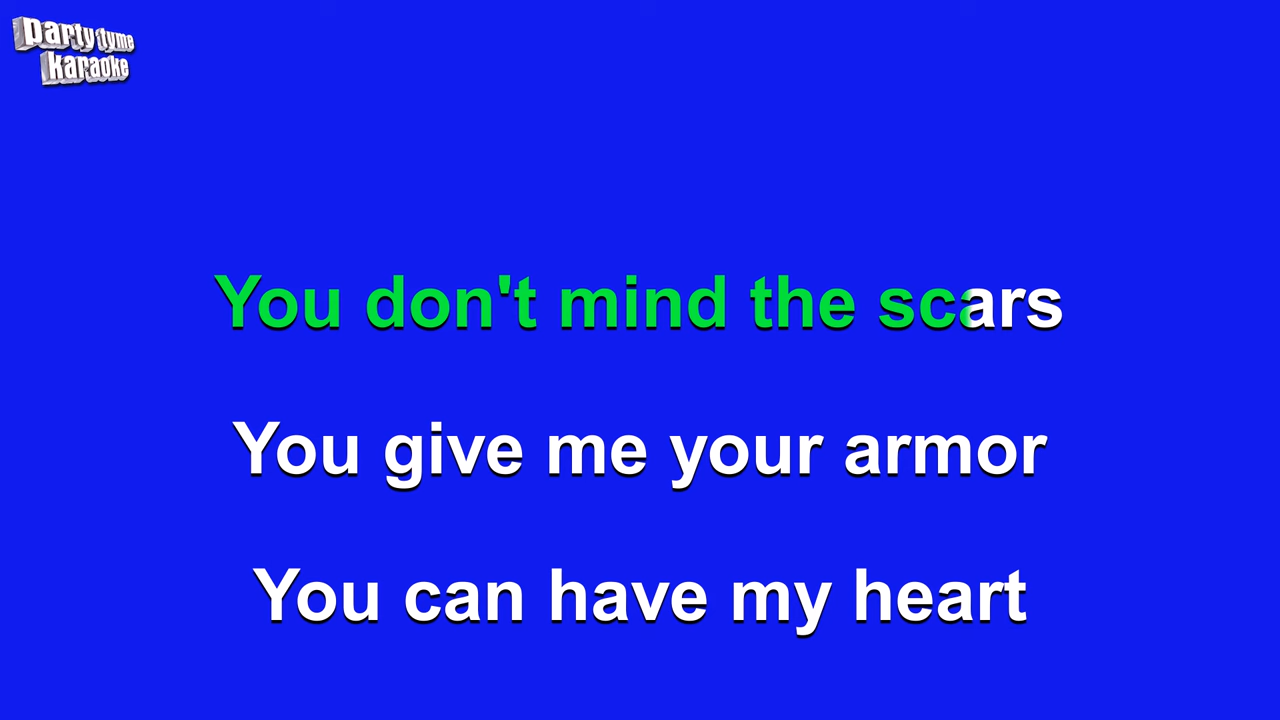 party tyme
karaoke
You don't mind the scars
You give me your armor
You can have my heart